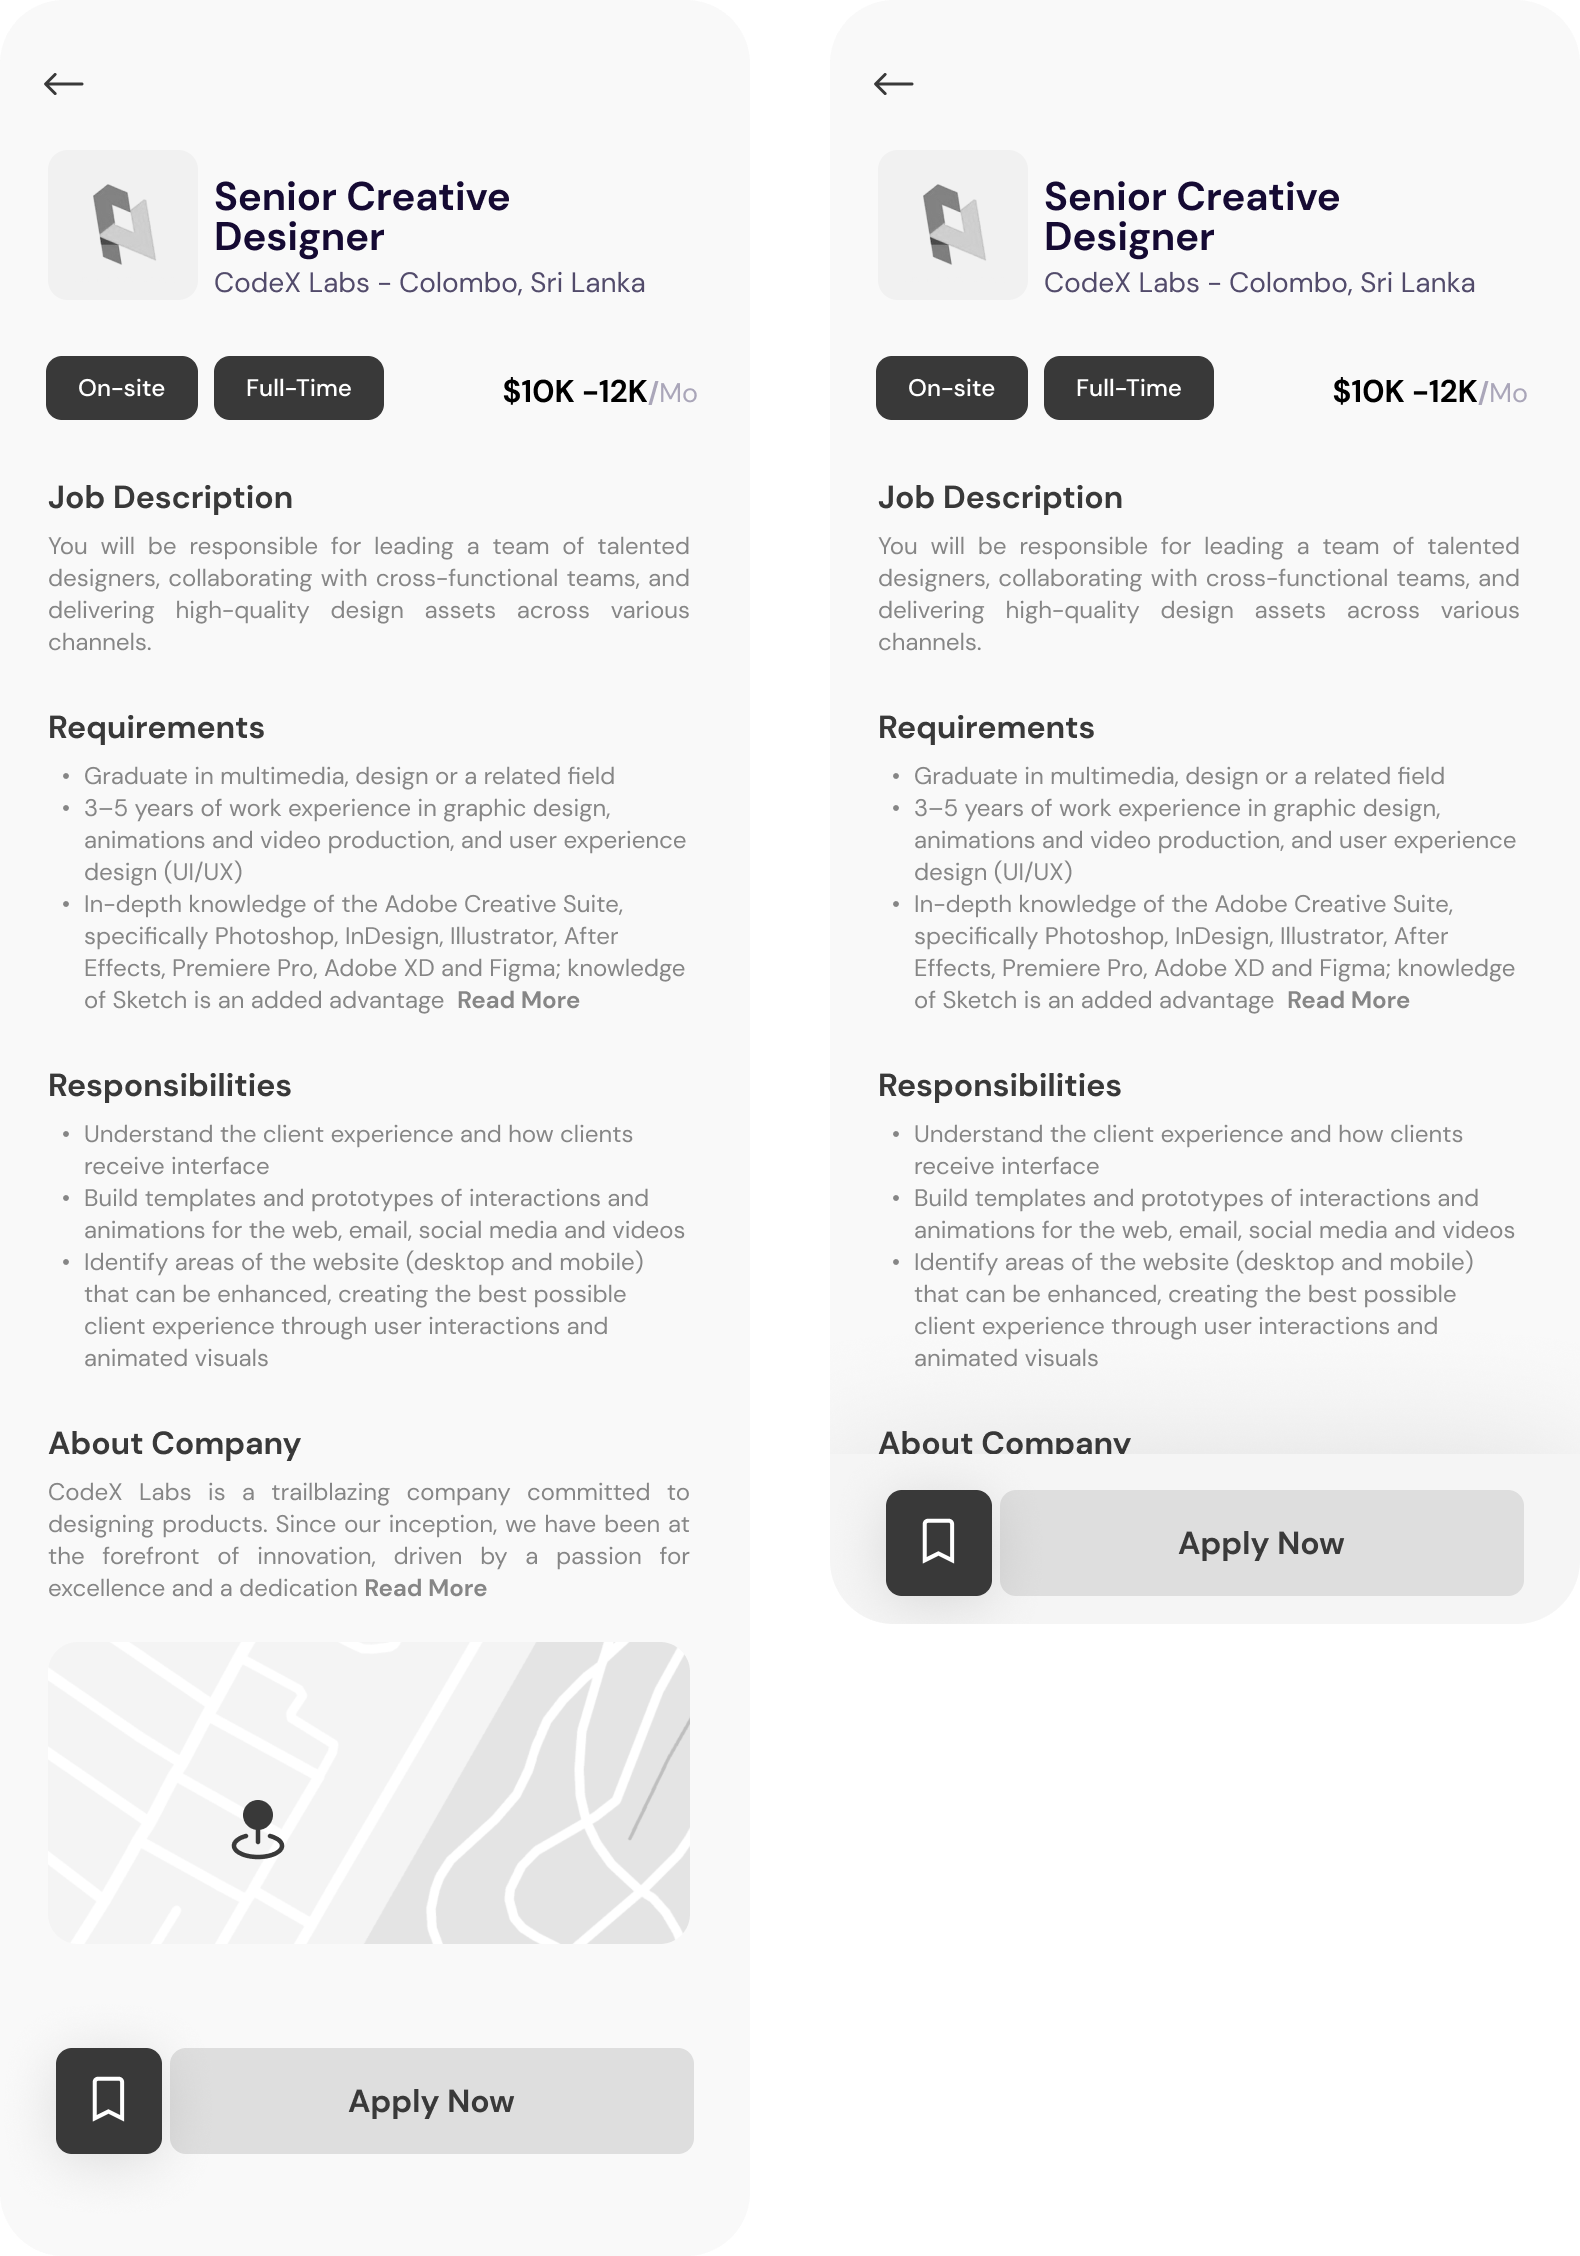 Senior Creative
Designer
CodeX Labs - Colombo, Sri Lanka
On-site
Full-Time
$10K -12K/Mo
Job Description
You will be responsible for leading a team of talented
designers, collaborating with cross-functional teams, and
delivering high-quality design assets across various
channels.
Requirements
• Graduate in multimedia, design or a related field
• 3–5 years of work experience in graphic design,
animations and video production, and user experience
design (UI/UX)
• In-depth knowledge of the Adobe Creative Suite,
specifically Photoshop, InDesign, Illustrator, After
Effects, Premiere Pro, Adobe XD and Figma; knowledge
of Sketch is an added advantage Read More
Responsibilities
• Understand the client experience and how clients
receive interface
• Build templates and prototypes of interactions and
animations for the web, email, social media and videos
• Identify areas of the website (desktop and mobile)
that can be enhanced, creating the best possible
client experience through user interactions and
animated visuals
About Company
CodeX Labs is a trailblazing company committed to
designing products. Since our inception, we have been at
the forefront of innovation, driven by a passion for
excellence and a dedication Read More
Apply Now
Senior Creative
Designer
CodeX Labs - Colombo, Sri Lanka
On-site
Full-Time
$10K -12K/Mo
Job Description
You will be responsible for leading a team of talented
designers, collaborating with cross-functional teams, and
delivering high-quality design assets across various
channels.
Requirements
• Graduate in multimedia, design or a related field
• 3–5 years of work experience in graphic design,
animations and video production, and user experience
design (UI/UX)
• In-depth knowledge of the Adobe Creative Suite,
specifically Photoshop, InDesign, Illustrator, After
Effects, Premiere Pro, Adobe XD and Figma; knowledge
of Sketch is an added advantage Read More
Responsibilities
• Understand the client experience and how clients
receive interface
• Build templates and prototypes of interactions and
animations for the web, email, social media and videos
• Identify areas of the website (desktop and mobile)
that can be enhanced, creating the best possible
client experience through user interactions and
animated visuals
About Company
Apply Now